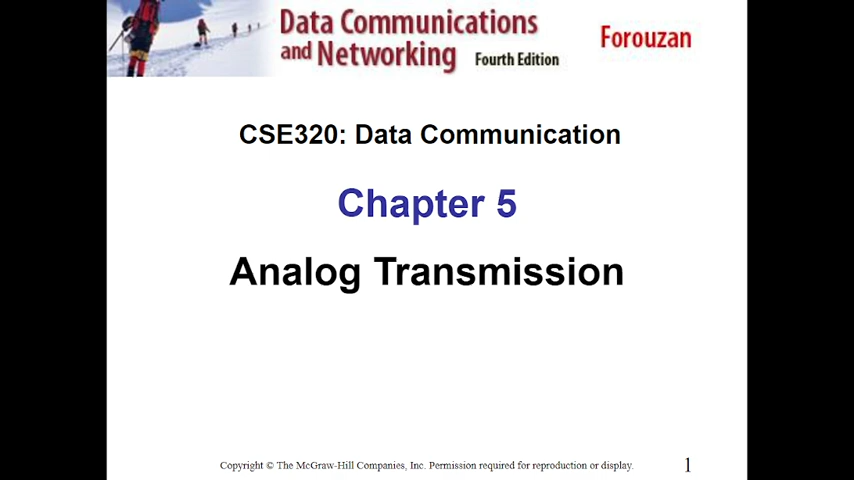 Data Communications
and Networking Fourth Edition
Forouzan
CSE320: Data Communication
Chapter 5
Analog Transmission
Copyright © The McGraw-Hill Companies, Inc. Permission required for reproduction or display.
1